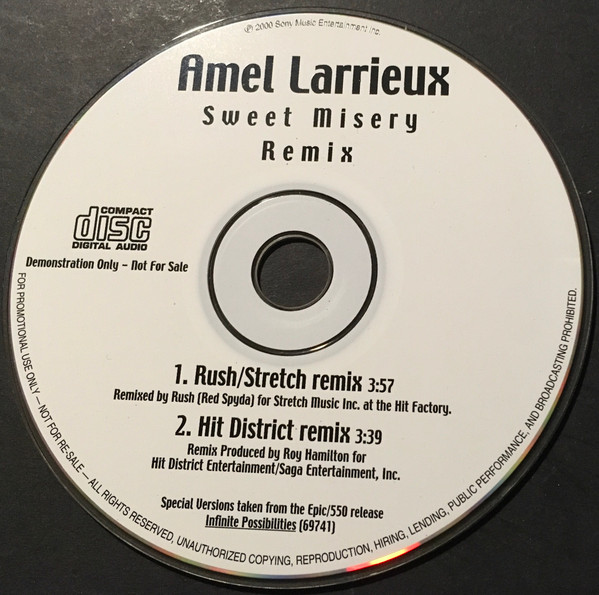 ℗ 2000 Sony Music Entertainment Inc.
Amel Larrieux
Sweet Misery
Remix
COMPACT
disc
DIGITAL AUDIO
Demonstration Only – Not For Sale
1. Rush/Stretch remix 3:57
Remixed by Rush (Red Spyda) for Stretch Music Inc. at the Hit Factory.
2. Hit District remix 3:39
Remix Produced by Roy Hamilton for
Hit District Entertainment/Saga Entertainment, Inc.
Special Versions taken from the Epic/550 release
Infinite Possibilities (69741)
FOR PROMOTIONAL USE ONLY – NOT FOR RE-SALE – ALL RIGHTS RESERVED, UNAUTHORIZED COPYING, REPRODUCTION, HIRING, LENDING, PUBLIC PERFORMANCE, AND BROADCASTING PROHIBITED.